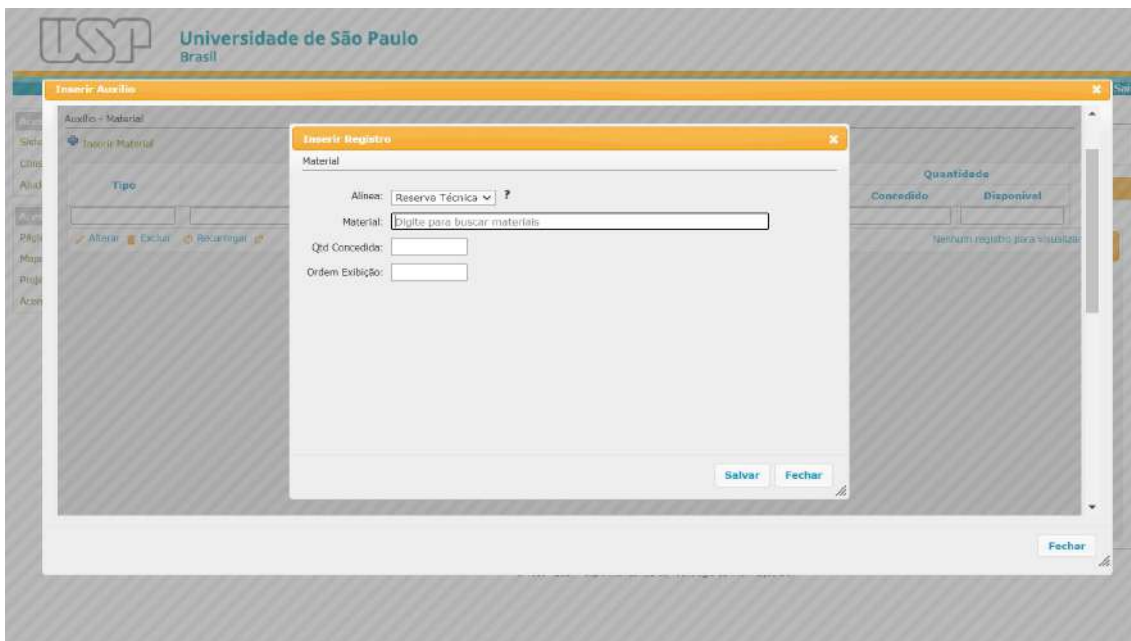 USP
Universidade de São Paulo
Brasil
Inserir Auxílio
Auxílio - Material
Inserir Material
Inserir Registro
Material
Alínea: Reserva Técnica ?
Material: Digite para buscar materiais
Qtd Concedida:
Ordem Exibição:
Tipo
Quantidade
Concedido Disponível
Alterar Excluir Recarregar
Nenhum registro para visualizar
Salvar Fechar
Fechar